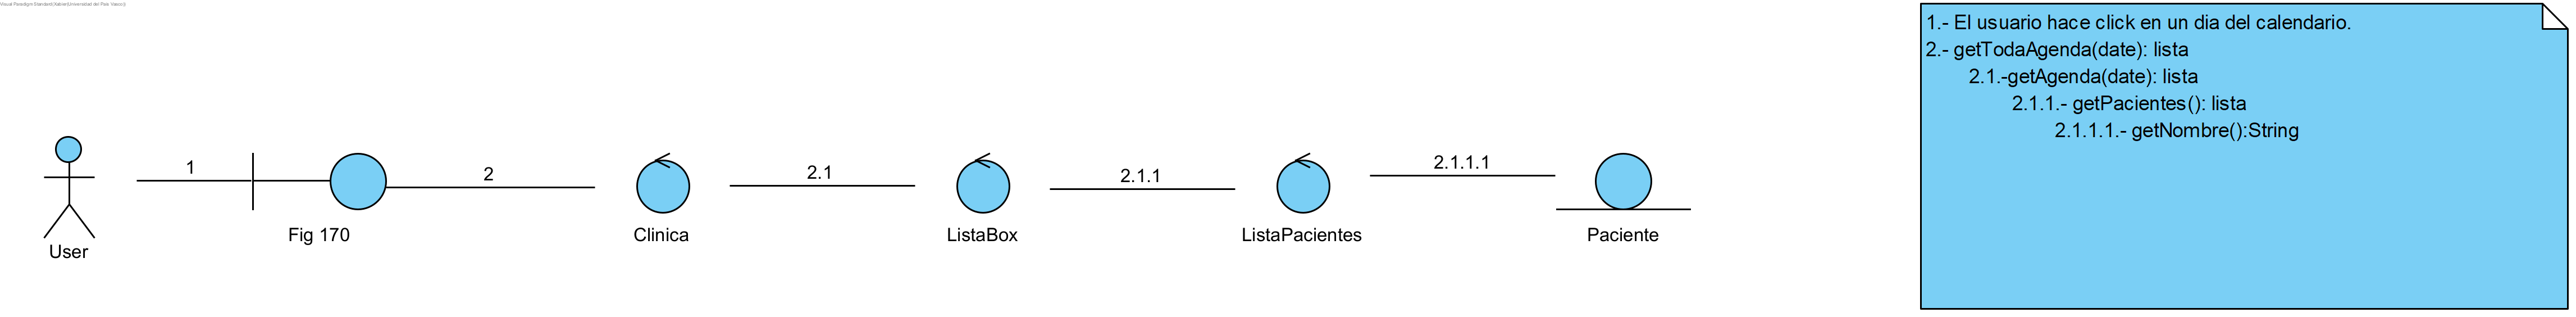 Visual Paradigm Standard(Xabier(Universidad del Pais Vasco))
1
2
2.1
2.1.1
2.1.1.1
User
Fig 170
Clinica
ListaBox
ListaPacientes
Paciente
1.- El usuario hace click en un dia del calendario.
2.- getTodaAgenda(date): lista
2.1.-getAgenda(date): lista
2.1.1.- getPacientes(): lista
2.1.1.1.- getNombre():String